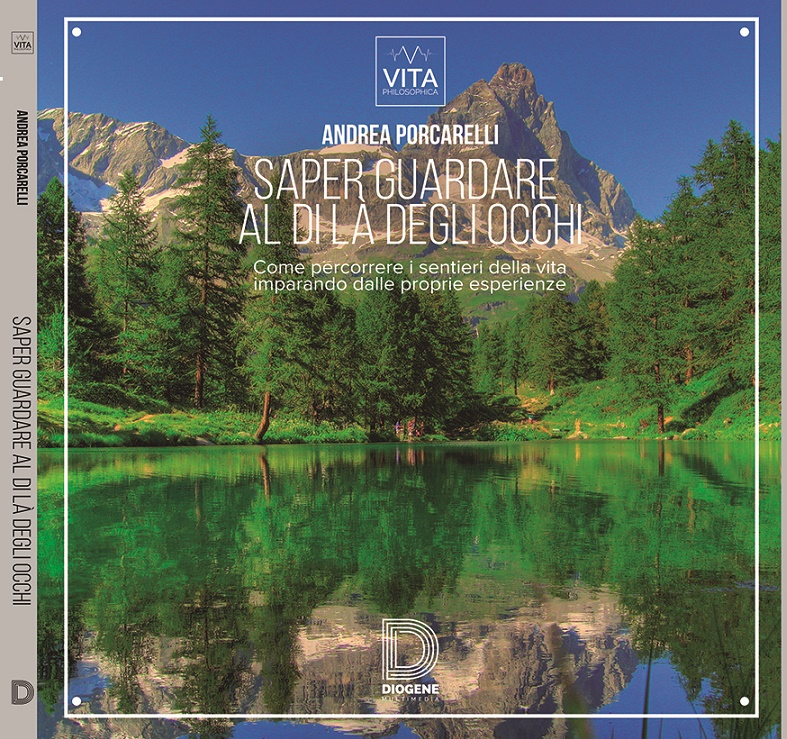 VITA
ANDREA PORCARELLI
SAPER GUARDARE AL DI LÀ DEGLI OCCHI
D
VITA
PHILOSOPHICA
ANDREA PORCARELLI
SAPER GUARDARE
AL DI LÀ DEGLI OCCHI
Come percorrere i sentieri della vita
imparando dalle proprie esperienze
D
DIOGENE
MULTIMEDIA